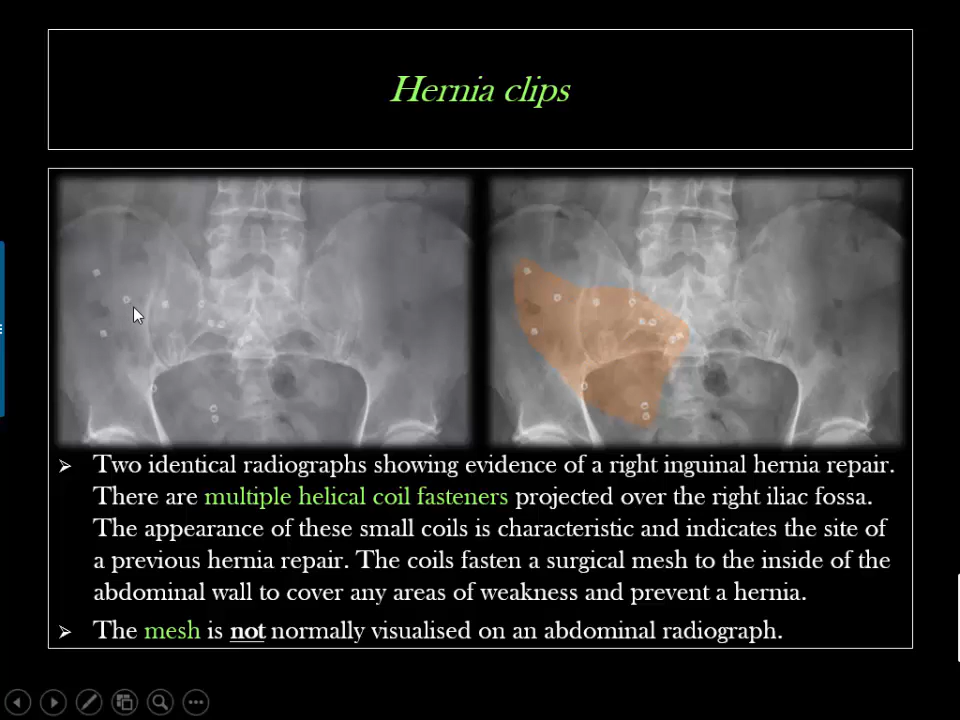 Hernia clips
Two identical radiographs showing evidence of a right inguinal hernia repair.
There are multiple helical coil fasteners projected over the right iliac fossa.
The appearance of these small coils is characteristic and indicates the site of
a previous hernia repair. The coils fasten a surgical mesh to the inside of the
abdominal wall to cover any areas of weakness and prevent a hernia.
The mesh is not normally visualised on an abdominal radiograph.